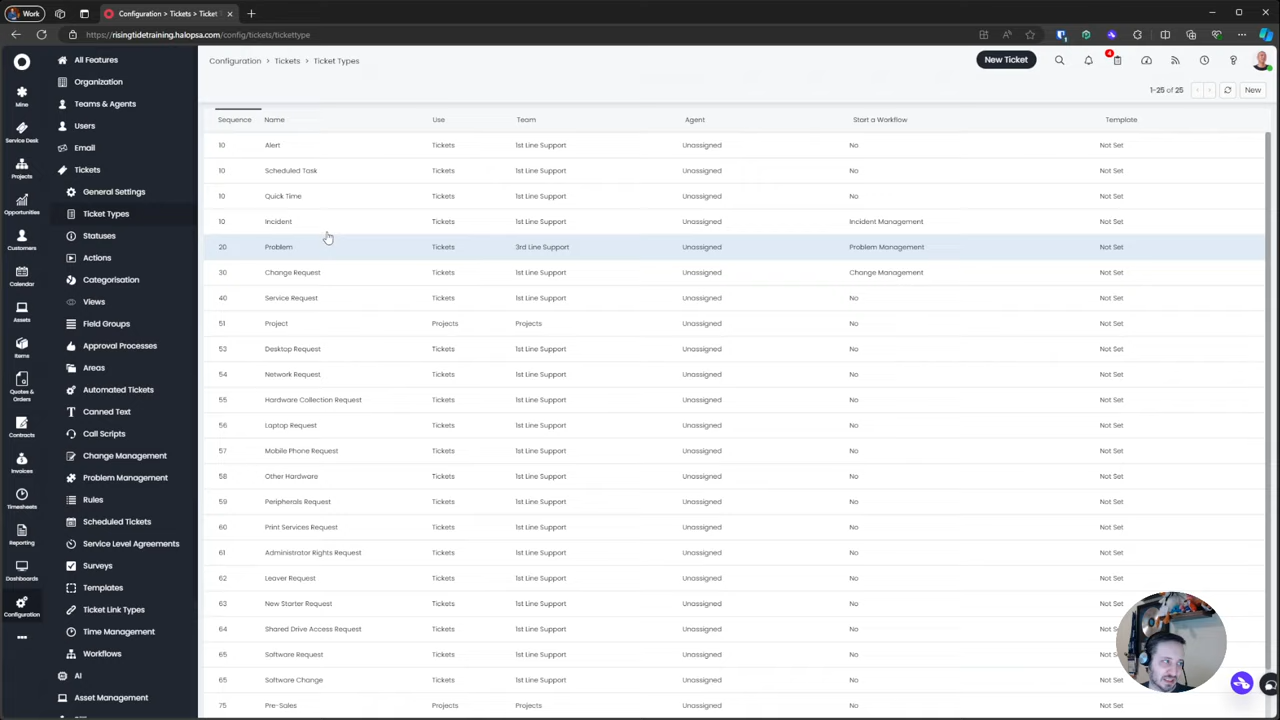 Work
Configuration > Tickets > Ticket T
https://risingtidetraining.halopsa.com/config/tickets/tickettype
Mine
Service Desk
Projects
Opportunities
Customers
Calendar
Assets
Items
Quotes &
Orders
Contracts
Invoices
Timesheets
Reporting
Dashboards
Configuration
All Features
Organization
Teams & Agents
Users
Email
Tickets
General Settings
Ticket Types
Statuses
Actions
Categorisation
Views
Field Groups
Approval Processes
Areas
Automated Tickets
Canned Text
Call Scripts
Change Management
Problem Management
Rules
Scheduled Tickets
Service Level Agreements
Surveys
Templates
Ticket Link Types
Time Management
Workflows
AI
Asset Management
Configuration > Tickets > Ticket Types
New Ticket
4
1-25 of 25
New
Sequence Name Use Team Agent Start a Workflow Template
10 Alert Tickets 1st Line Support Unassigned No Not Set
10 Scheduled Task Tickets 1st Line Support Unassigned No Not Set
10 Quick Time Tickets 1st Line Support Unassigned No Not Set
10 Incident Tickets 1st Line Support Unassigned Incident Management Not Set
20 Problem Tickets 3rd Line Support Unassigned Problem Management Not Set
30 Change Request Tickets 1st Line Support Unassigned Change Management Not Set
40 Service Request Tickets 1st Line Support Unassigned No Not Set
51 Project Projects Projects Unassigned No Not Set
53 Desktop Request Tickets 1st Line Support Unassigned No Not Set
54 Network Request Tickets 1st Line Support Unassigned No Not Set
55 Hardware Collection Request Tickets 1st Line Support Unassigned No Not Set
56 Laptop Request Tickets 1st Line Support Unassigned No Not Set
57 Mobile Phone Request Tickets 1st Line Support Unassigned No Not Set
58 Other Hardware Tickets 1st Line Support Unassigned No Not Set
59 Peripherals Request Tickets 1st Line Support Unassigned No Not Set
60 Print Services Request Tickets 1st Line Support Unassigned No Not Set
61 Administrator Rights Request Tickets 1st Line Support Unassigned No Not Set
62 Leaver Request Tickets 1st Line Support Unassigned No Not Set
63 New Starter Request Tickets 1st Line Support Unassigned No Not Set
64 Shared Drive Access Request Tickets 1st Line Support Unassigned No Not S
65 Software Request Tickets 1st Line Support Unassigned No Not Set
65 Software Change Tickets 1st Line Support Unassigned No Not Set
75 Pre-Sales Projects Projects Unassigned No Not Set